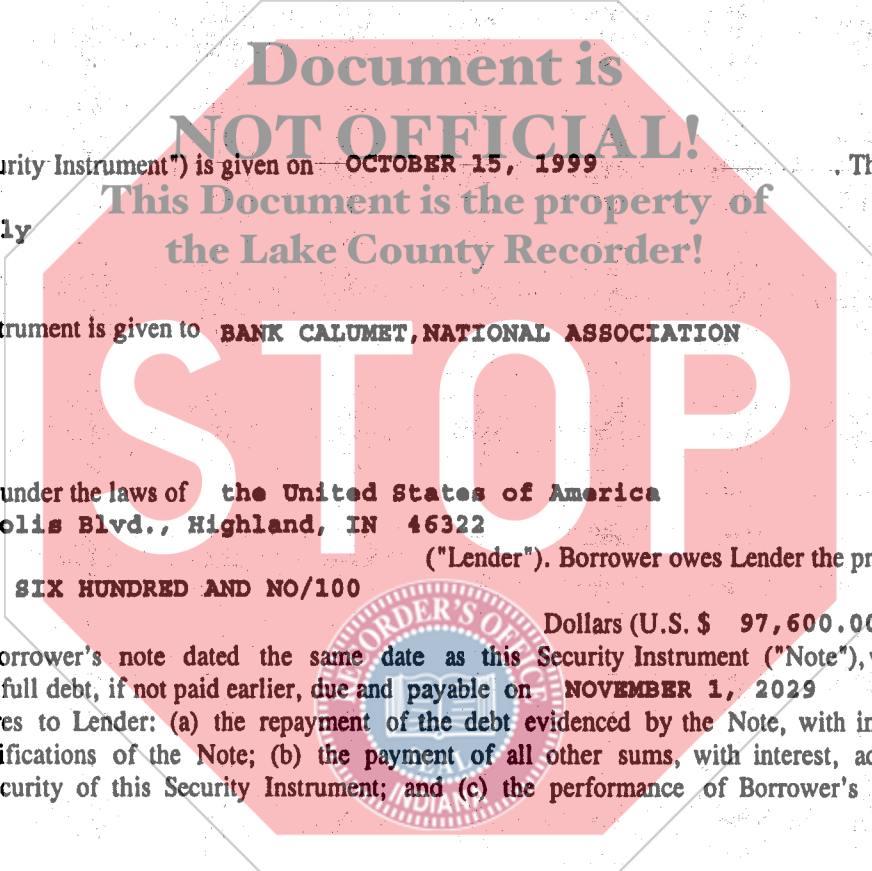 Document is
NOT OFFICIAL!
urity Instrument") is given on OCTOBER 15, 1999 . Th
This Document is the property of
ly
the Lake County Recorder!
trument is given to BANK CALUMET, NATIONAL ASSOCIATION
STOP
under the laws of the United States of America
olis Blvd., Highland, IN 46322
("Lender"). Borrower owes Lender the pr
SIX HUNDRED AND NO/100
Dollars (U.S. $ 97,600.00
orrower's note dated the same date as this Security Instrument ("Note"),
full debt, if not paid earlier, due and payable on NOVEMBER 1, 2029
res to Lender: (a) the repayment of the debt evidenced by the Note, with in
ifications of the Note; (b) the payment of all other sums, with interest, ad
curity of this Security Instrument; and (c) the performance of Borrower's
RECORDER'S OFFICE
SEAL
INDIANA